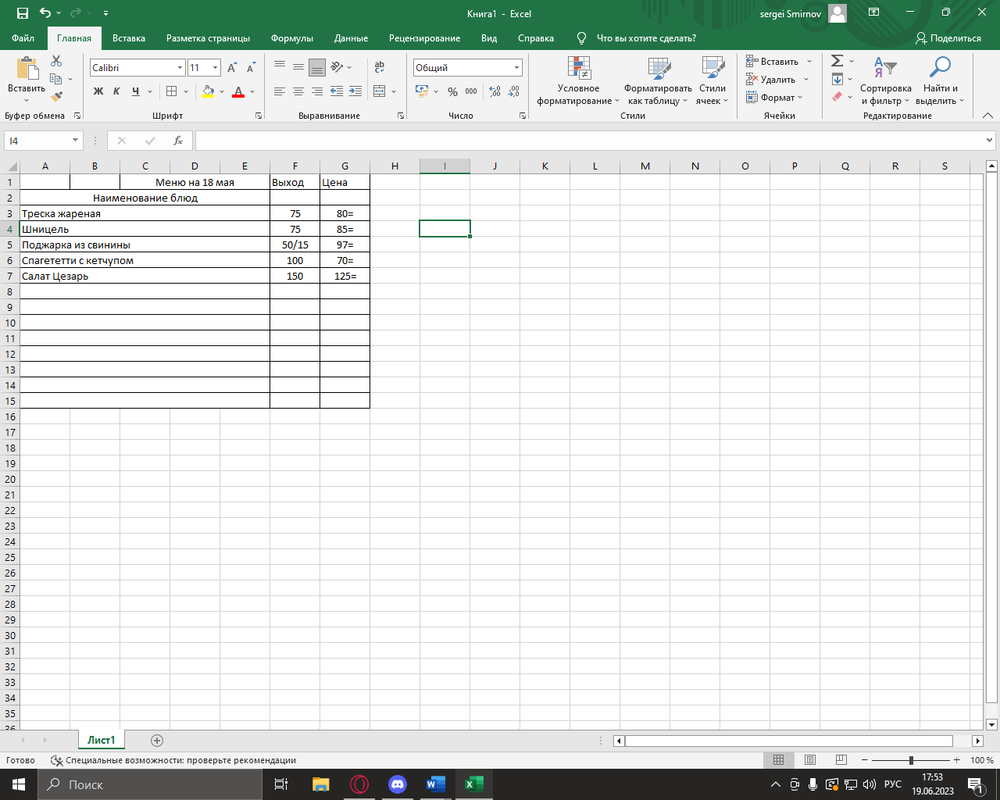 Книга1 - Excel
sergei Smirnov
Файл Главная Вставка Разметка страницы Формулы Данные Рецензирование Вид Справка Что вы хотите сделать? Поделиться
Вставить
Буфер обмена
Calibri 11
Ж К Ч А
Шрифт
Выравнивание
Общий
% 000
Число
Условное форматирование
Форматировать как таблицу
Стили ячеек
Стили
Вставить
Удалить
Формат
Ячейки
Сортировка и фильтр
Найти и выделить
Редактирование
I4
fx
A B C D E F G H I J K L M N O P Q R S
1 Меню на 18 мая Выход Цена
2 Наименование блюд
3 Треска жареная 75 80=
4 Шницель 75 85=
5 Поджарка из свинины 50/15 97=
6 Спагететти с кетчупом 100 70=
7 Салат Цезарь 150 125=
8
9
10
11
12
13
14
15
16
17
18
19
20
21
22
23
24
25
26
27
28
29
30
31
32
33
34
35
36
Лист1
Готово Специальные возможности: проверьте рекомендации 100 %
Поиск
РУС
17:53
19.06.2023
1